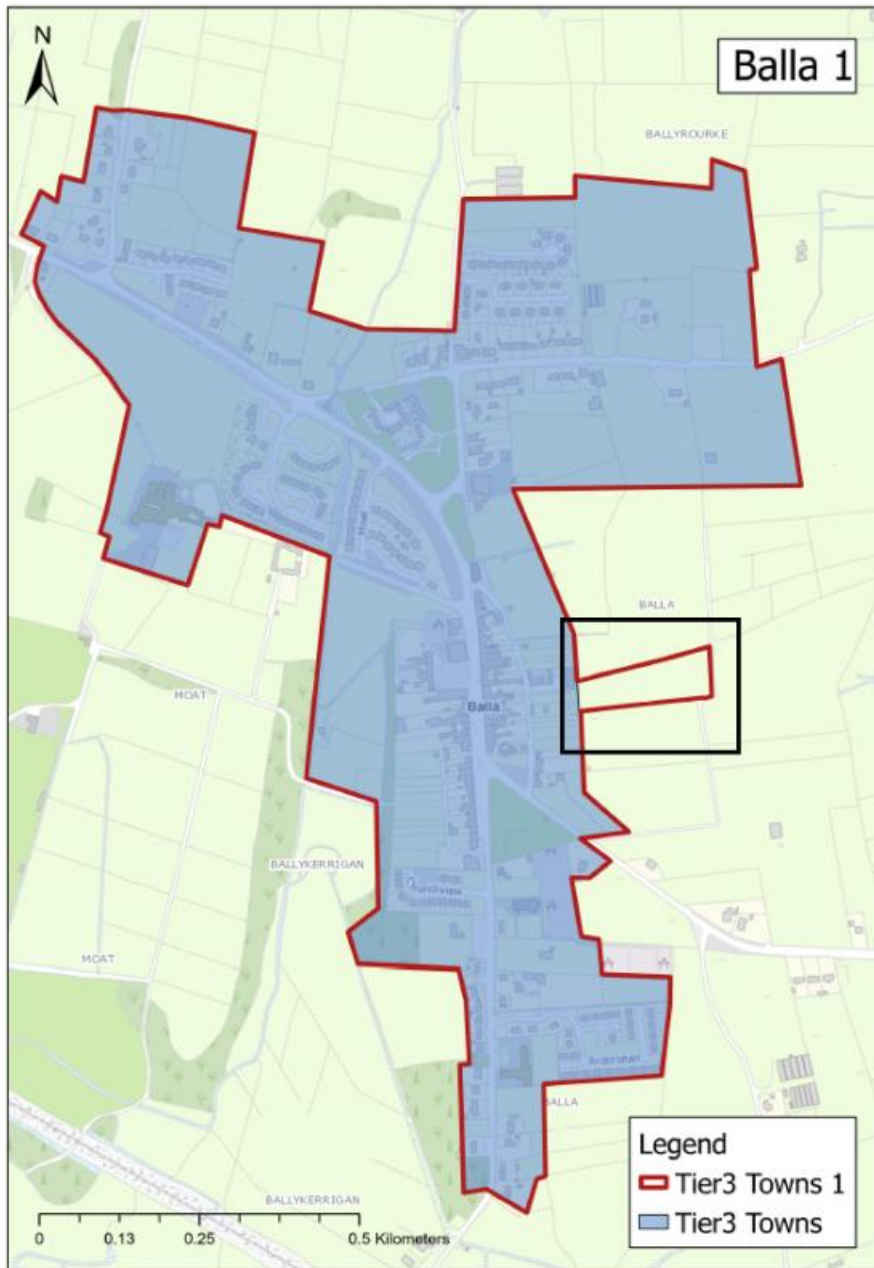 N
Balla 1
BALLYROURKE
BALLA
MOAT
Balla
BALLYKERRIGAN
MOAT
BALLA
BALLYKERRIGAN
Legend
Tier3 Towns 1
Tier3 Towns
0 0.13 0.25 0.5 Kilometers